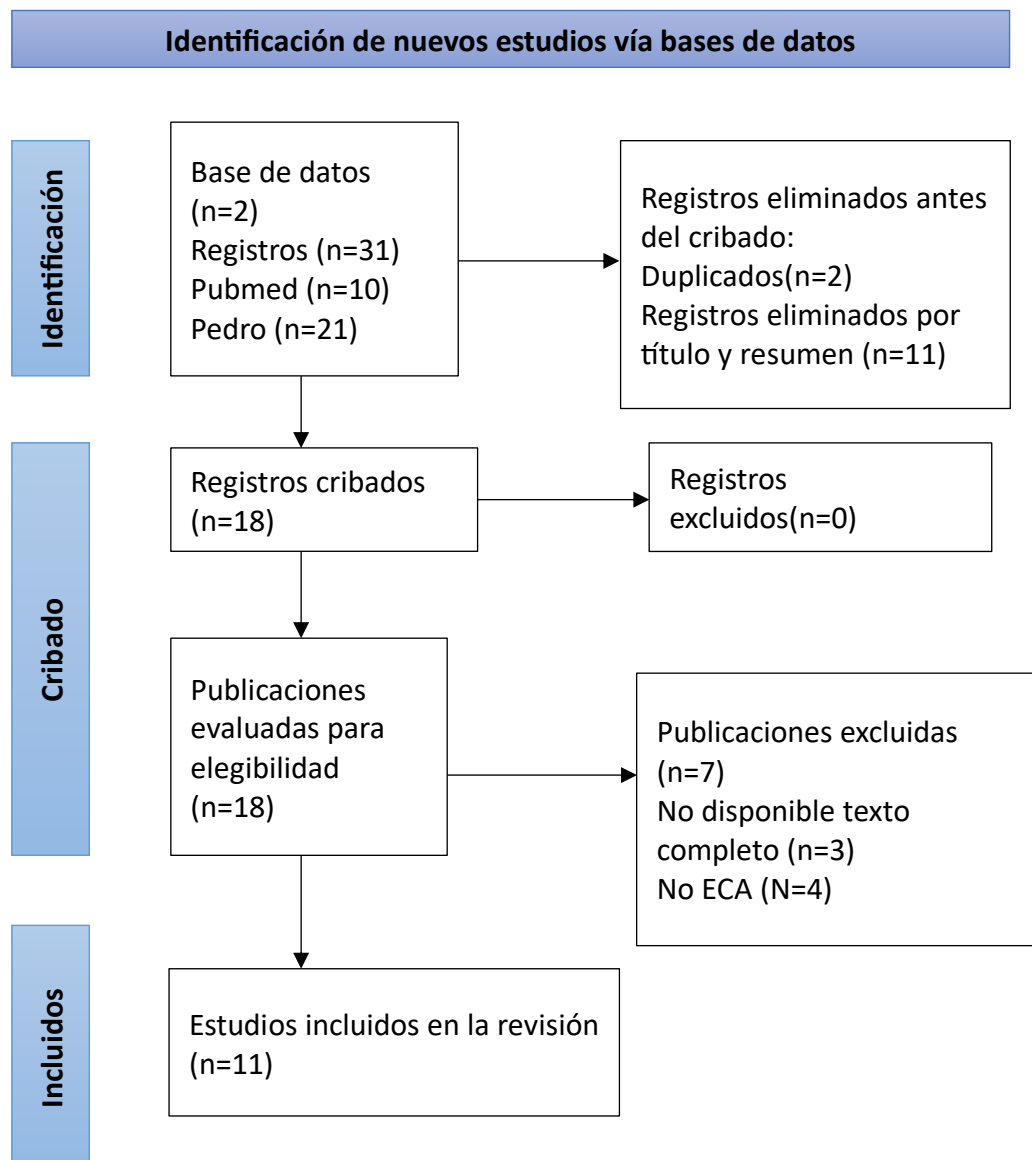 Identificación de nuevos estudios vía bases de datos
Identificación
Base de datos
(n=2)
Registros (n=31)
Pubmed (n=10)
Pedro (n=21)
Registros eliminados antes
del cribado:
Duplicados(n=2)
Registros eliminados por
título y resumen (n=11)
Cribado
Registros cribados
(n=18)
Registros
excluidos(n=0)
Publicaciones
evaluadas para
elegibilidad
(n=18)
Publicaciones excluidas
(n=7)
No disponible texto
completo (n=3)
No ECA (N=4)
Incluidos
Estudios incluidos en la revisión
(n=11)